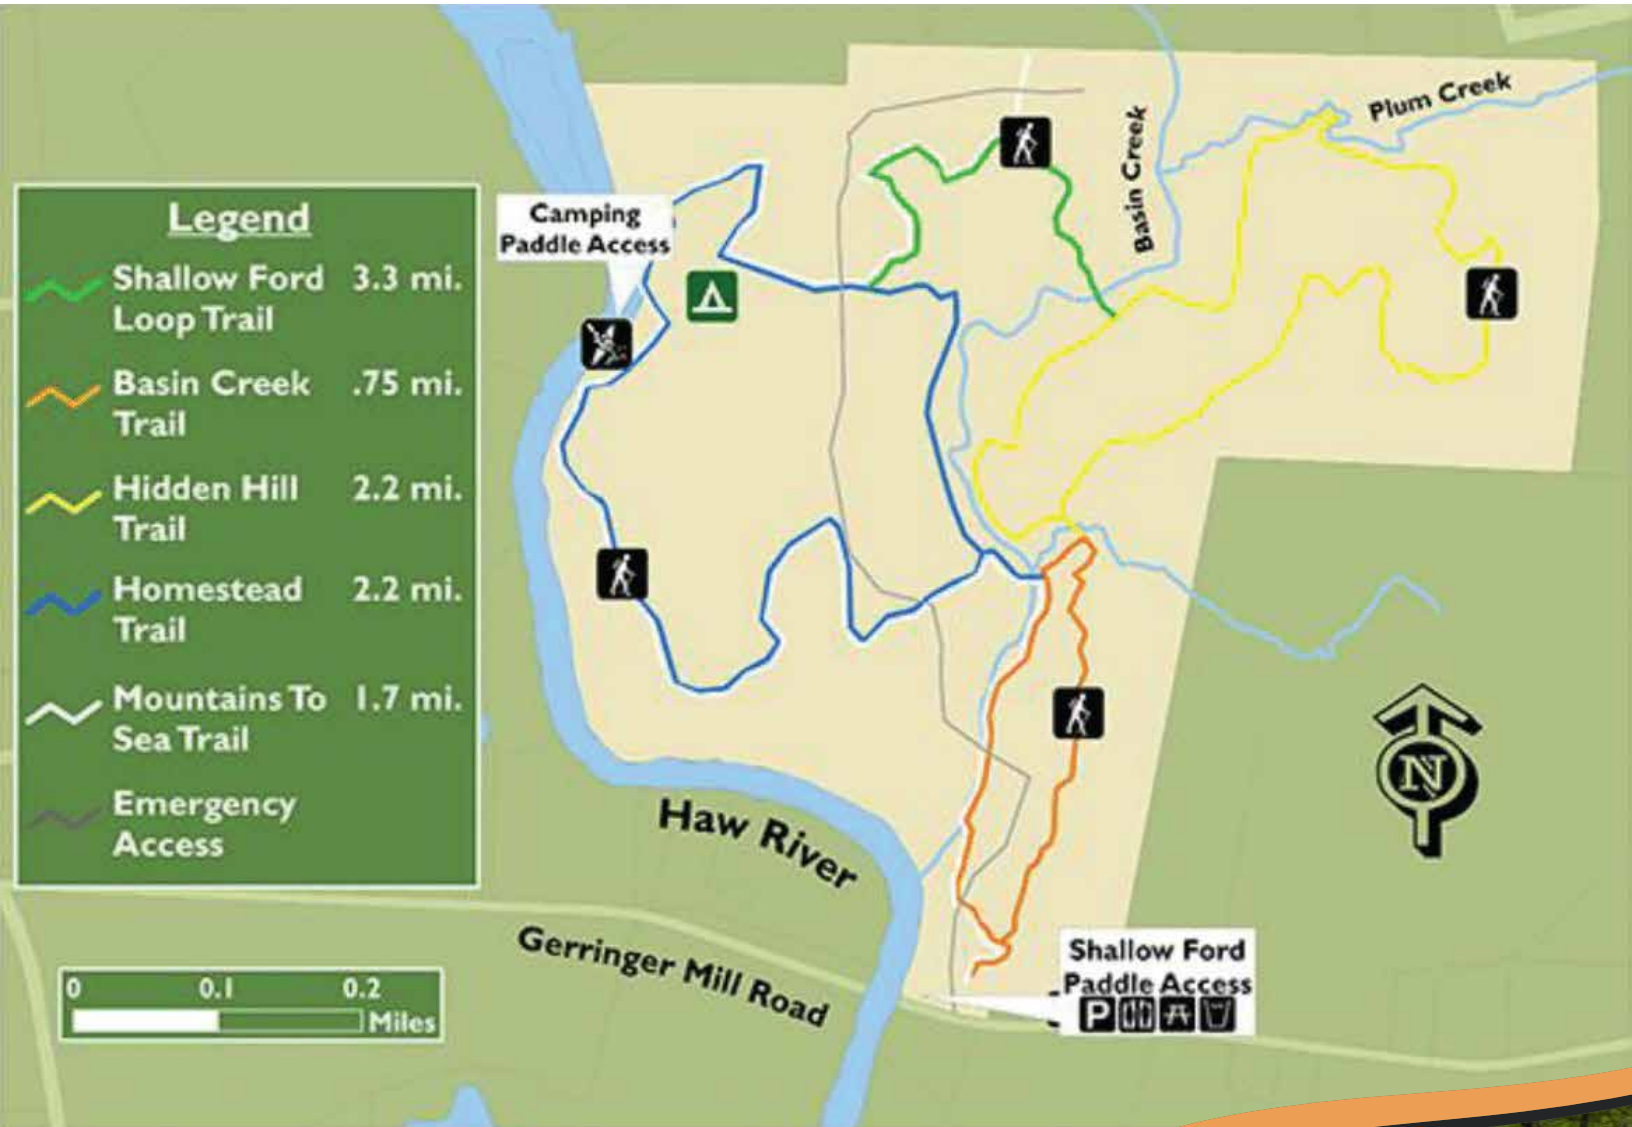 Legend
Shallow Ford 3.3 mi.
Loop Trail
Basin Creek .75 mi.
Trail
Hidden Hill 2.2 mi.
Trail
Homestead 2.2 mi.
Trail
Mountains To 1.7 mi.
Sea Trail
Emergency
Access
Camping
Paddle Access
Basin Creek
Plum Creek
Haw River
Gerringer Mill Road
Shallow Ford
Paddle Access
P
N
0 0.1 0.2
Miles